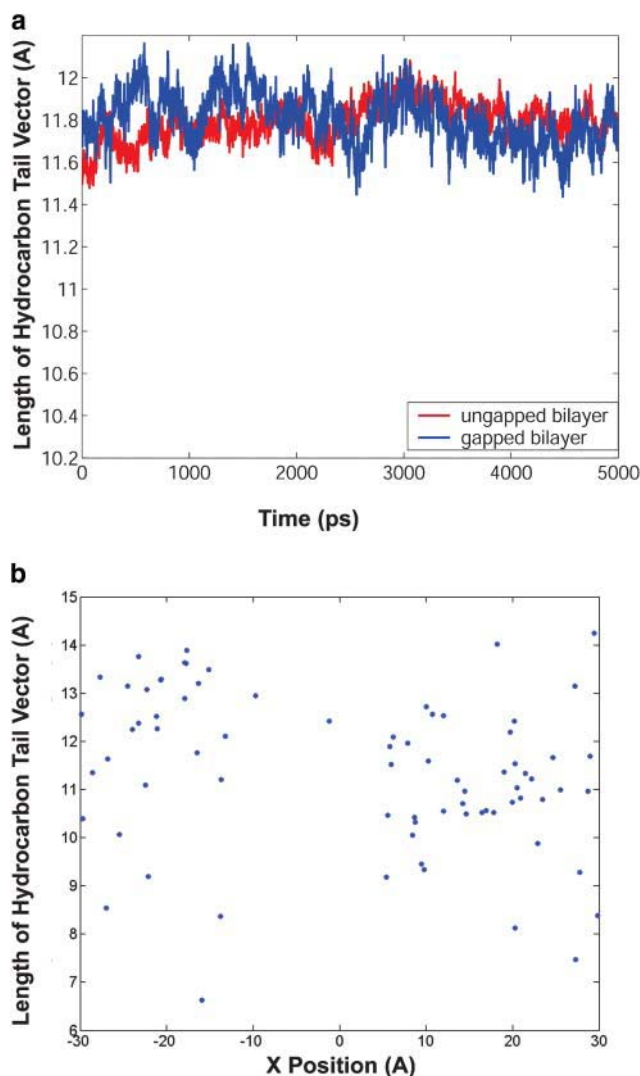 a
Length of Hydrocarbon Tail Vector (A)
12
11.8
11.6
11.4
11.2
11
10.8
10.6
10.4
10.2
ungapped bilayer
gapped bilayer
0 1000 2000 3000 4000 5000
Time (ps)
b
Length of Hydrocarbon Tail Vector (A)
15
14
13
12
11
10
9
8
7
6
-30 -20 -10 0 10 20 30
X Position (A)